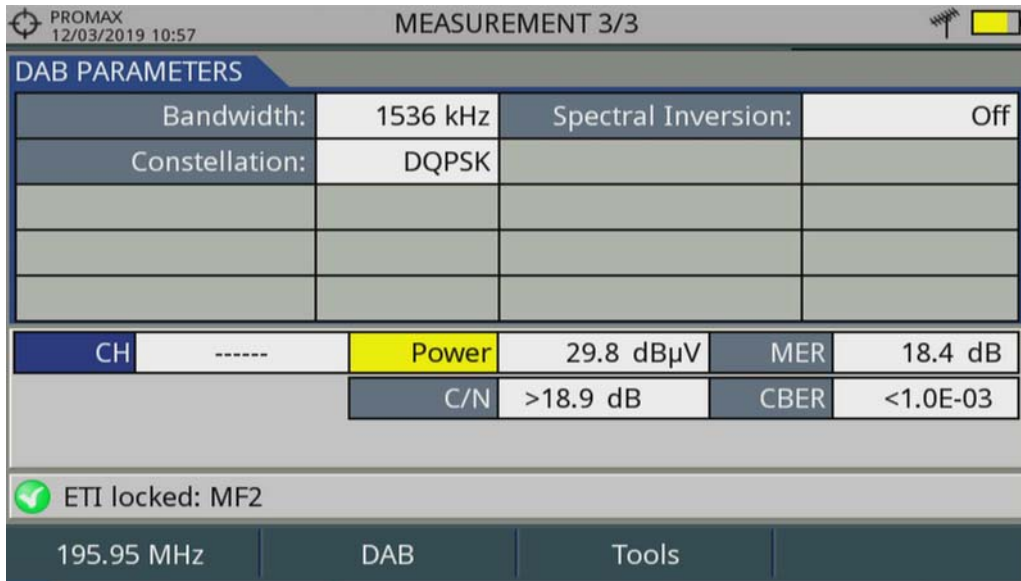 PROMAX
12/03/2019 10:57
MEASUREMENT 3/3
DAB PARAMETERS
Bandwidth: 1536 kHz Spectral Inversion: Off
Constellation: DQPSK
CH ------ Power 29.8 dBµV MER 18.4 dB
C/N >18.9 dB CBER <1.0E-03
ETI locked: MF2
195.95 MHz DAB Tools